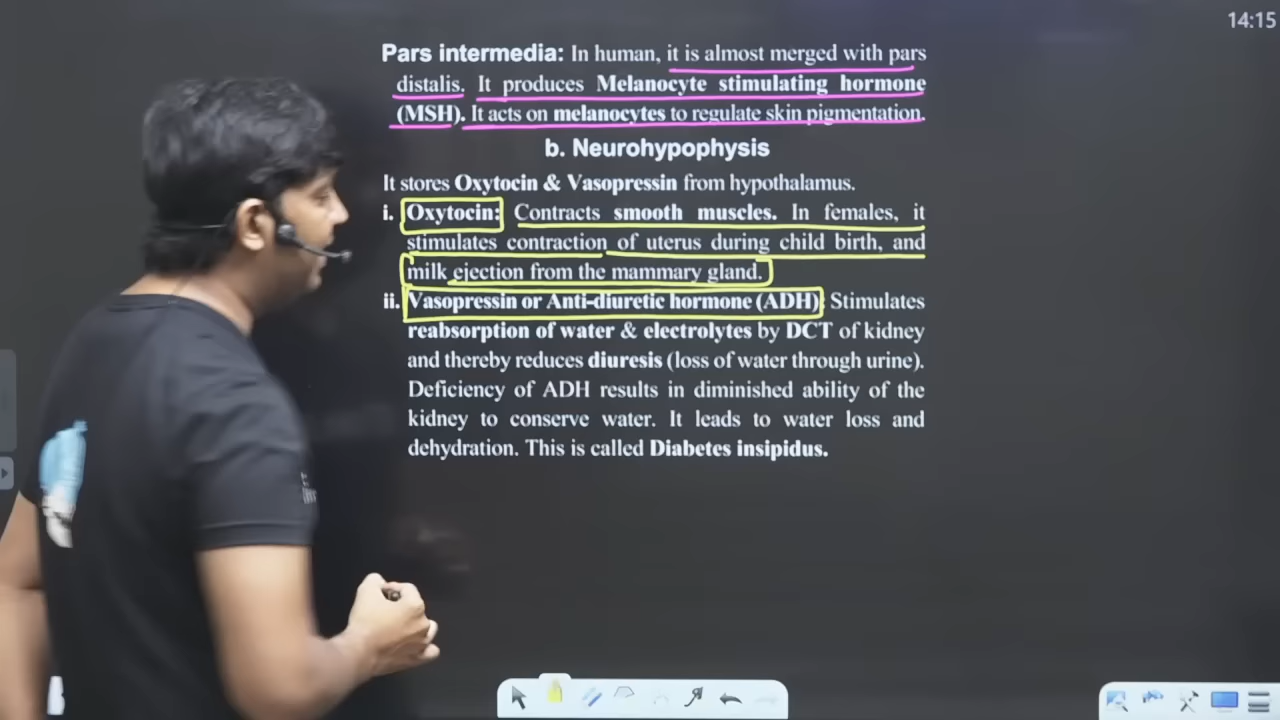 14:15
Pars intermedia: In human, it is almost merged with pars
distalis. It produces Melanocyte stimulating hormone
(MSH). It acts on melanocytes to regulate skin pigmentation.
b. Neurohypophysis
It stores Oxytocin & Vasopressin from hypothalamus.
i. Oxytocin: Contracts smooth muscles. In females, it
stimulates contraction of uterus during child birth, and
milk ejection from the mammary gland.
ii. Vasopressin or Anti-diuretic hormone (ADH): Stimulates
reabsorption of water & electrolytes by DCT of kidney
and thereby reduces diuresis (loss of water through urine).
Deficiency of ADH results in diminished ability of the
kidney to conserve water. It leads to water loss and
dehydration. This is called Diabetes insipidus.